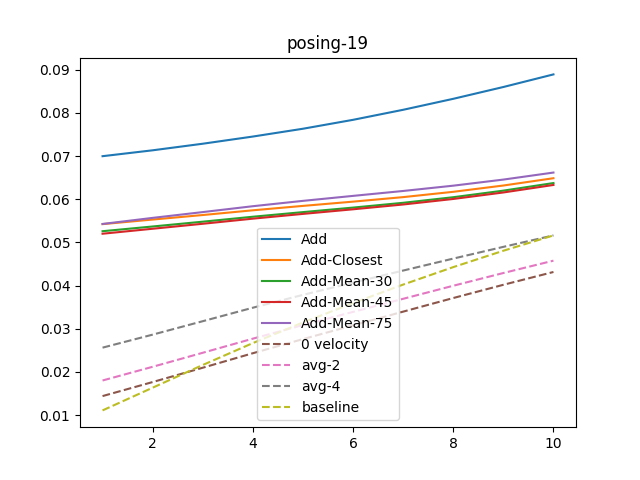 posing-19
0.09
0.08
0.07
0.06
0.05
0.04
0.03
0.02
0.01
Add
Add-Closest
Add-Mean-30
Add-Mean-45
Add-Mean-75
0 velocity
avg-2
avg-4
baseline
2 4 6 8 10